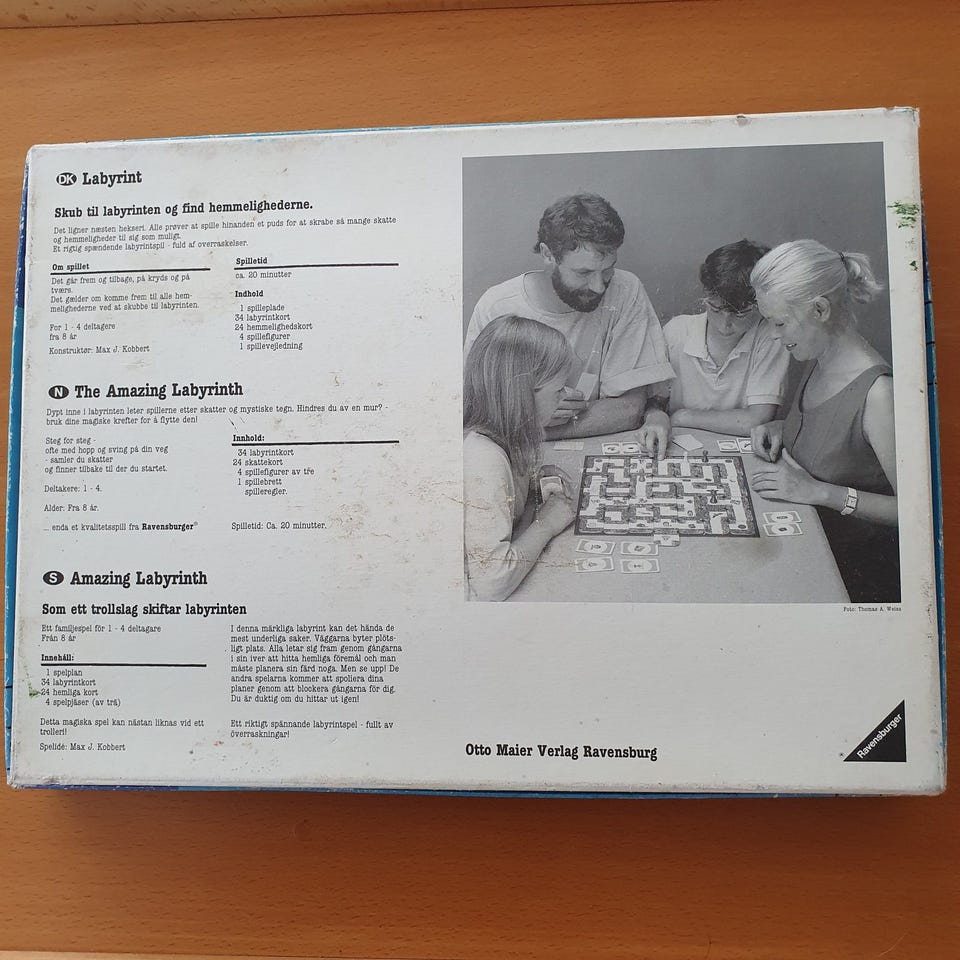 DK Labyrint
Skub til labyrinten og find hemmelighederne.
Det ligner næsten hekseri. Alle prøver at spille hinanden et puds for at skrabe så mange skatte
og hemmeligheder til sig som muligt.
Et rigtig spændende labyrintspil - fuld af overraskelser.
Om spillet
Det går frem og tilbage, på kryds og på
tværs.
Det gælder om komme frem til alle hem-
melighederne ved at skubbe til labyrinten.
For 1 - 4 deltagere
fra 8 år
Konstruktør: Max J. Kobbert
Spilletid
ca. 20 minutter
Indhold
1 spilleplade
34 labyrintkort
24 hemmelighedskort
4 spillefigurer
1 spillevejledning
N The Amazing Labyrinth
Dypt inne i labyrinten leter spillerne etter skatter og mystiske tegn. Hindres du av en mur? -
bruk dine magiske krefter for å flytte den!
Steg for steg -
ofte med hopp og sving på din veg
- samler du skatter
og finner tilbake til der du startet.
Deltakere: 1 - 4.
Alder: Fra 8 år.
... enda et kvalitetsspill fra Ravensburger®
Innhold:
34 labyrintkort
24 skattekort
4 spillefigurer av tre
1 spillebrett
spilleregler.
Spilletid: Ca. 20 minutter.
S Amazing Labyrinth
Som ett trollslag skiftar labyrinten
Ett familjespel för 1 - 4 deltagare
Från 8 år
Innehåll:
1 spelplan
34 labyrintkort
24 hemliga kort
4 spelpjäser (av trä)
Detta magiska spel kan nästan liknas vid ett
trolleri!
Spelidé: Max J. Kobbert
I denna märkliga labyrint kan det hända de
mest underliga saker. Väggarna byter plöts-
ligt plats. Alla letar sig fram genom gångarna
i sin iver att hitta hemliga föremål och man
måste planera sin färd noga. Men se upp! De
andra spelarna kommer att spoliera dina
planer genom att blockera gångarna för dig.
Du är duktig om du hittar ut igen!
Ett riktigt spännande labyrintspel - fullt av
överraskningar!
Foto: Thomas A. Weiss
Otto Maier Verlag Ravensburg
Ravensburger